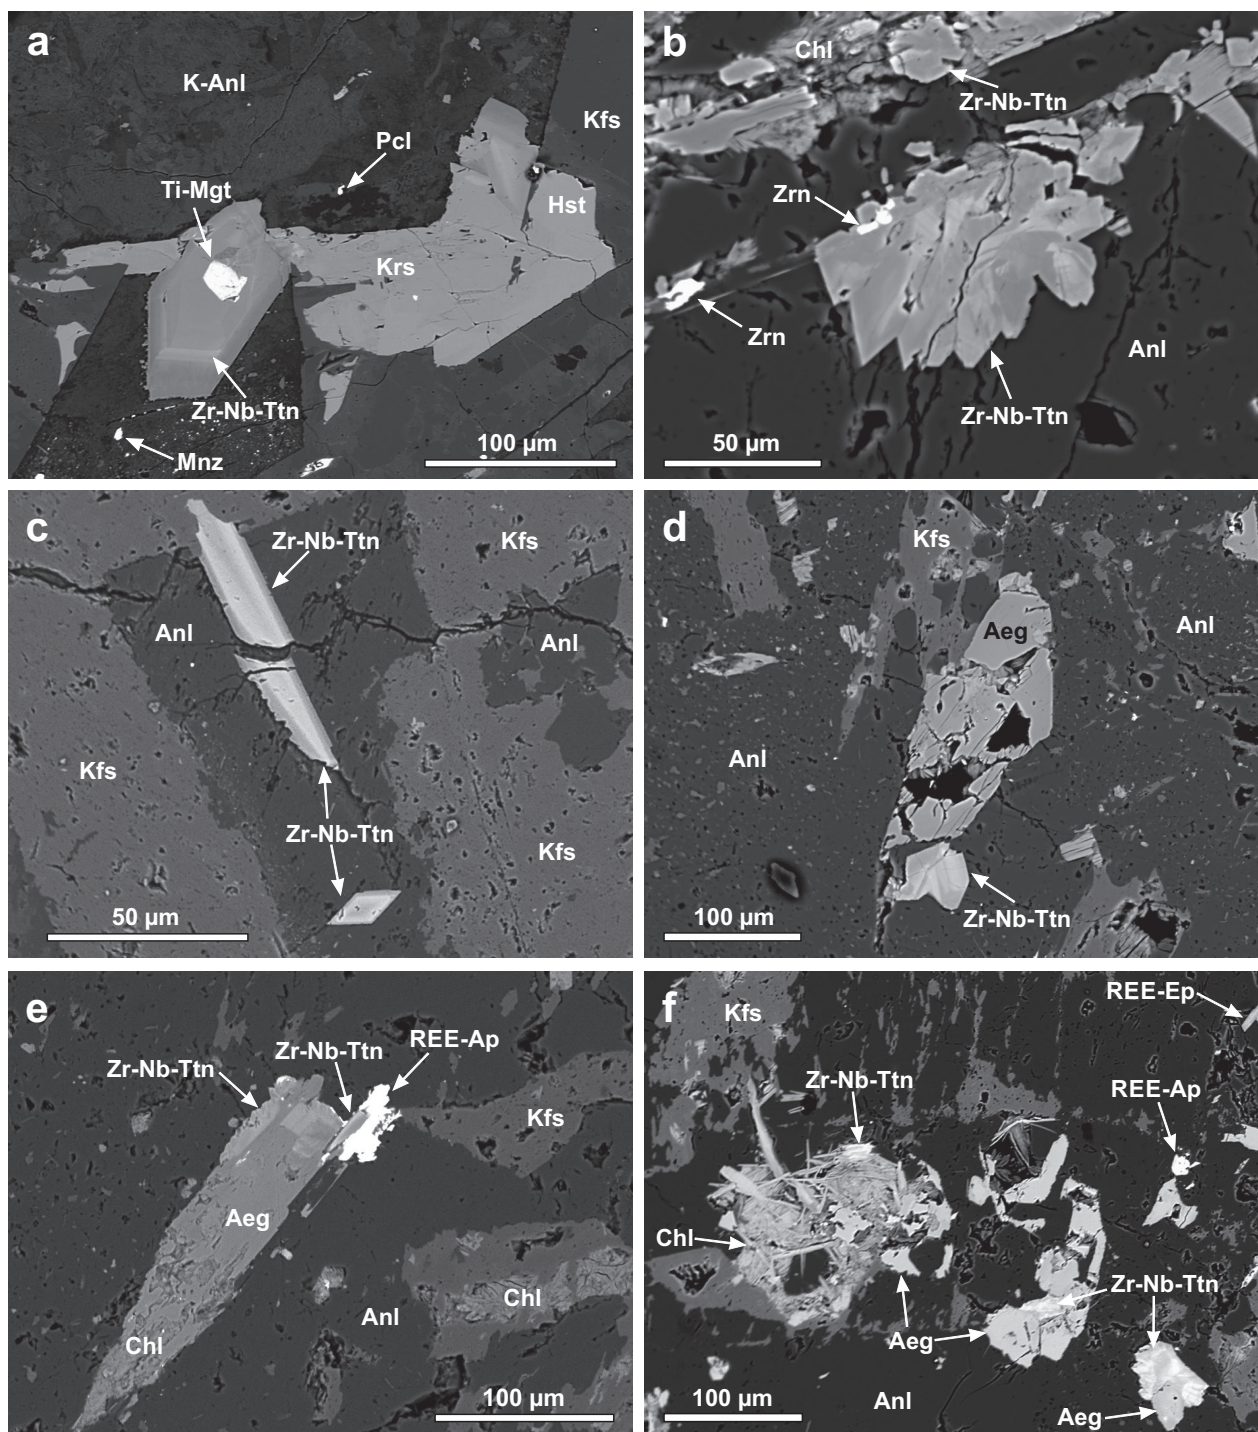 a
K-Anl
Kfs
Pcl
Ti-Mgt
Hst
Krs
Zr-Nb-Ttn
Mnz
100 µm
b
Chl
Zr-Nb-Ttn
Zrn
Zrn
Anl
Zr-Nb-Ttn
50 µm
c
Zr-Nb-Ttn
Kfs
Anl
Anl
Kfs
Zr-Nb-Ttn
Kfs
50 µm
d
Kfs
Aeg
Anl
Anl
Zr-Nb-Ttn
100 µm
e
Zr-Nb-Ttn
REE-Ap
Zr-Nb-Ttn
Kfs
Aeg
Chl
Anl
Chl
100 µm
f
REE-Ep
Kfs
Zr-Nb-Ttn
REE-Ap
Chl
Zr-Nb-Ttn
Aeg
Anl
Aeg
100 µm